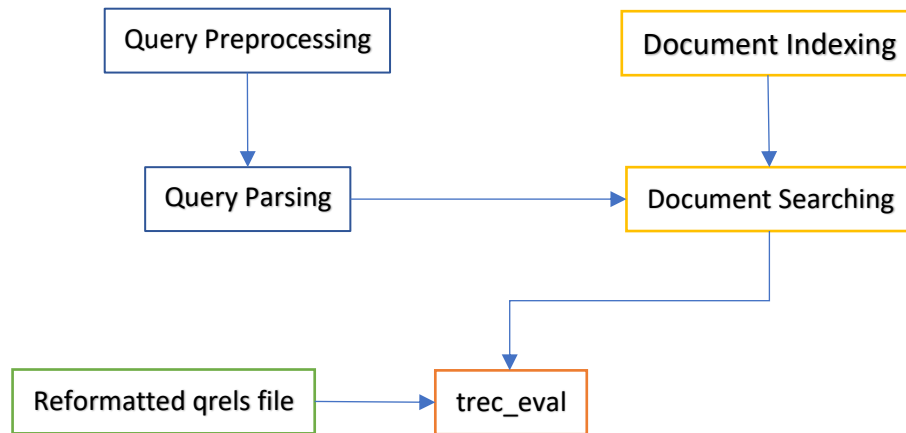 Query Preprocessing
Document Indexing
Query Parsing
Document Searching
Reformatted qrels file
trec_eval